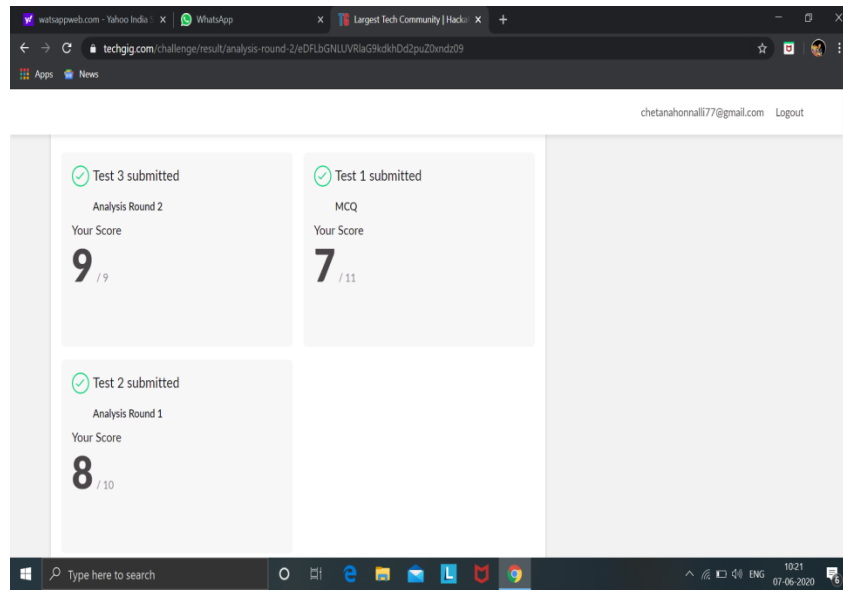 watsappweb.com - Yahoo India S
WhatsApp
Largest Tech Community | Hackat
techgig.com/challenge/result/analysis-round-2/eDFLbGNLUVRlaG9kdkhDd2puZ0xndz09
Apps
News
chetanahonnalli77@gmail.com Logout
Test 3 submitted
Analysis Round 2
Your Score
9 / 9
Test 1 submitted
MCQ
Your Score
7 / 11
Test 2 submitted
Analysis Round 1
Your Score
8 / 10
Type here to search
L
ENG
10:21
07-06-2020
6